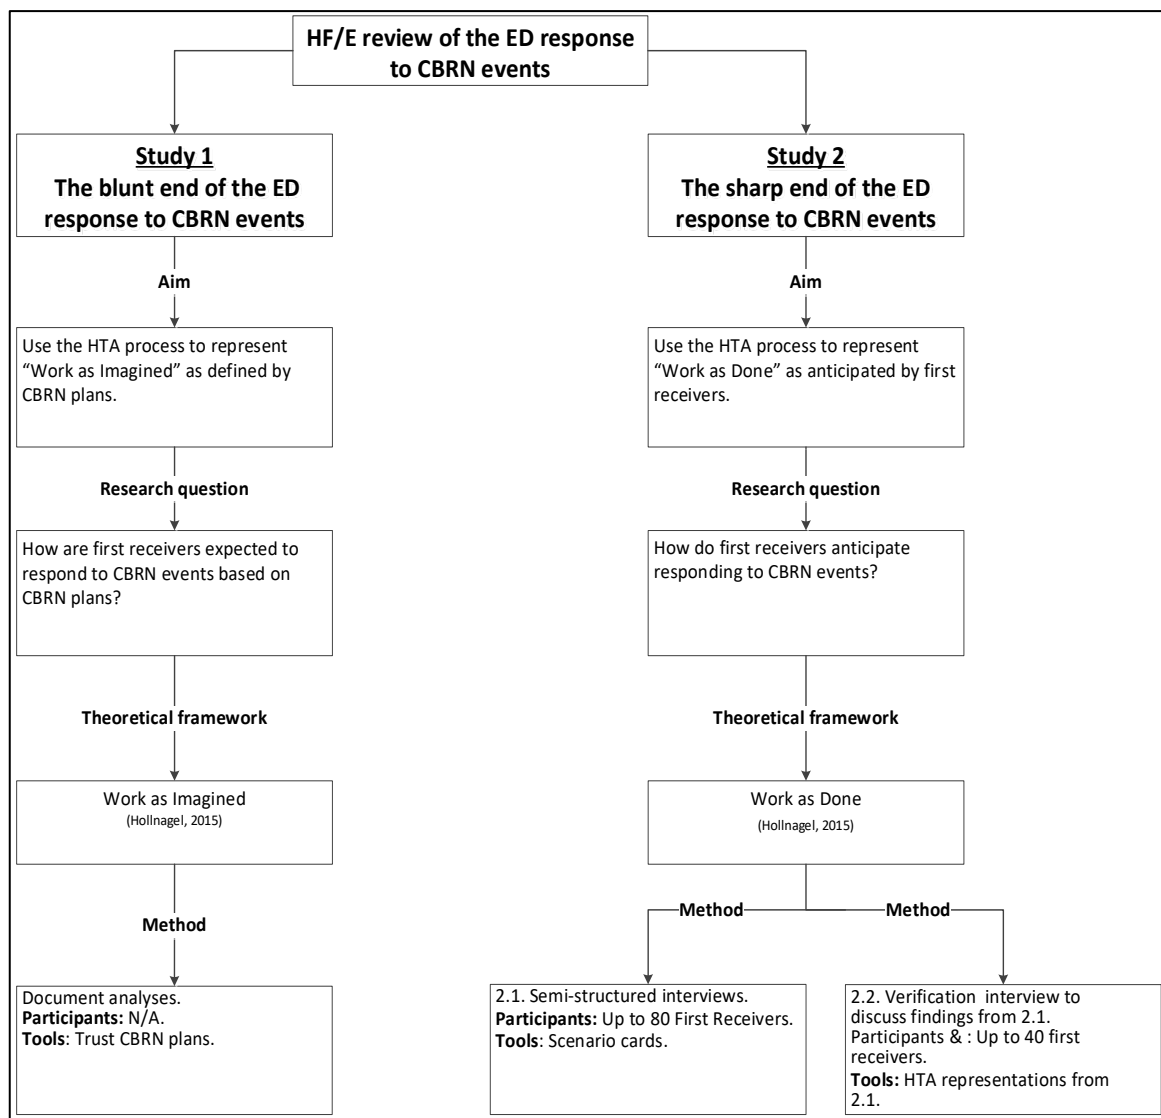 HF/E review of the ED response
to CBRN events
Study 1
The blunt end of the ED
response to CBRN events
Aim
Use the HTA process to represent
“Work as Imagined” as defined by
CBRN plans.
Research question
How are first receivers expected to
respond to CBRN events based on
CBRN plans?
Theoretical framework
Work as Imagined
(Hollnagel, 2015)
Method
Document analyses.
Participants: N/A.
Tools: Trust CBRN plans.
Study 2
The sharp end of the ED
response to CBRN events
Aim
Use the HTA process to represent
“Work as Done” as anticipated by first
receivers.
Research question
How do first receivers anticipate
responding to CBRN events?
Theoretical framework
Work as Done
(Hollnagel, 2015)
Method
2.1. Semi-structured interviews.
Participants: Up to 80 First Receivers.
Tools: Scenario cards.
Method
2.2. Verification interview to
discuss findings from 2.1.
Participants & : Up to 40 first
receivers.
Tools: HTA representations from
2.1.